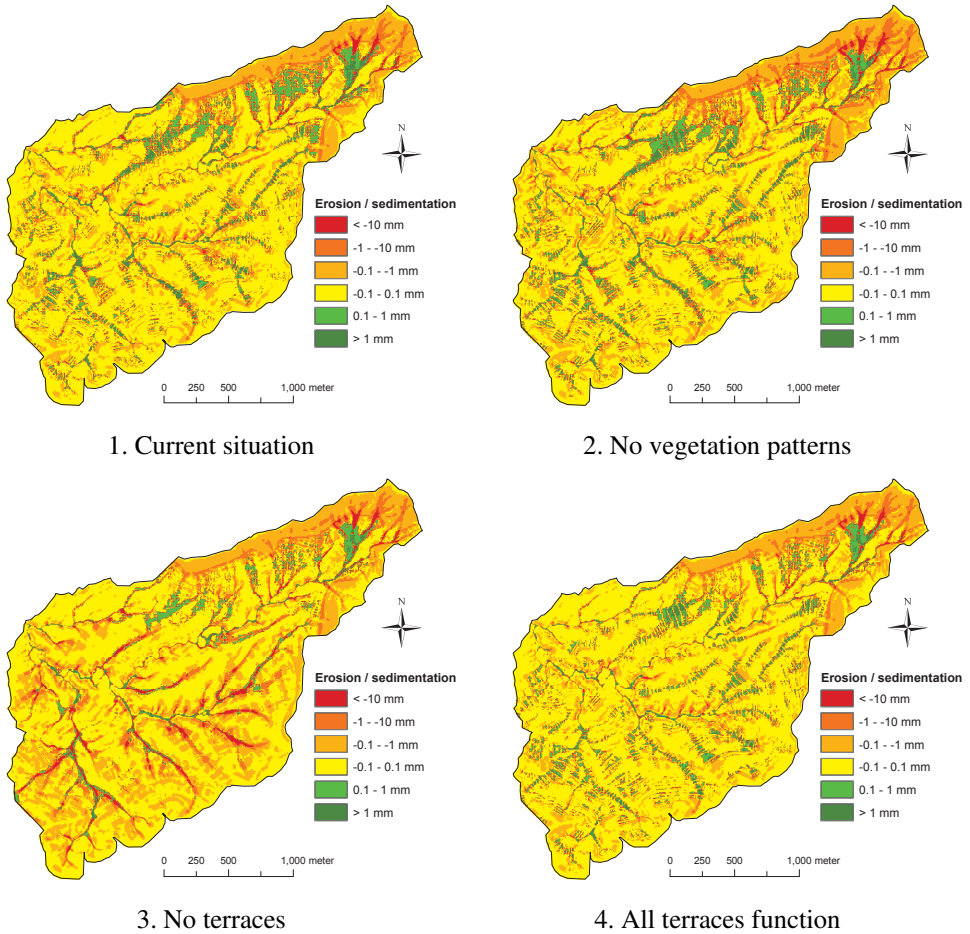 N
Erosion / sedimentation
< -10 mm
-1 - -10 mm
-0.1 - -1 mm
-0.1 - 0.1 mm
0.1 - 1 mm
> 1 mm
0 250 500 1,000 meter
1. Current situation
N
Erosion / sedimentation
< -10 mm
-1 - -10 mm
-0.1 - -1 mm
-0.1 - 0.1 mm
0.1 - 1 mm
> 1 mm
0 250 500 1,000 meter
2. No vegetation patterns
N
Erosion / sedimentation
< -10 mm
-1 - -10 mm
-0.1 - -1 mm
-0.1 - 0.1 mm
0.1 - 1 mm
> 1 mm
0 250 500 1,000 meter
3. No terraces
N
Erosion / sedimentation
< -10 mm
-1 - -10 mm
-0.1 - -1 mm
-0.1 - 0.1 mm
0.1 - 1 mm
> 1 mm
0 250 500 1,000 meter
4. All terraces function